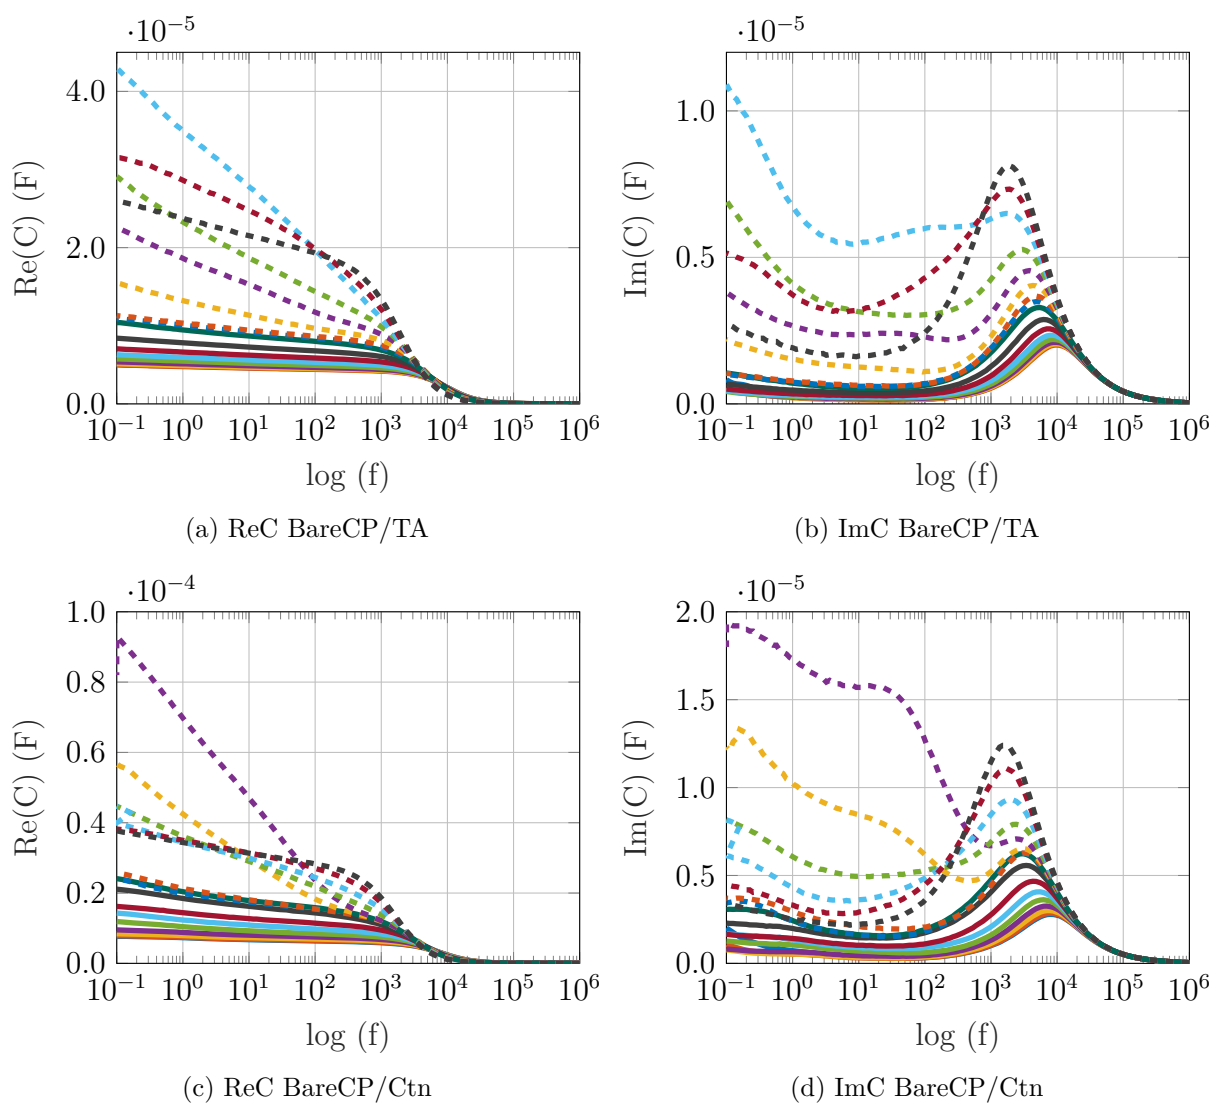 ·10⁻⁵
Re(C) (F)
4.0
2.0
0.0
10⁻¹ 10⁰ 10¹ 10² 10³ 10⁴ 10⁵ 10⁶
log (f)
(a) ReC BareCP/TA
·10⁻⁵
Im(C) (F)
1.0
0.5
0.0
10⁻¹ 10⁰ 10¹ 10² 10³ 10⁴ 10⁵ 10⁶
log (f)
(b) ImC BareCP/TA
·10⁻⁴
Re(C) (F)
1.0
0.8
0.6
0.4
0.2
0.0
10⁻¹ 10⁰ 10¹ 10² 10³ 10⁴ 10⁵ 10⁶
log (f)
(c) ReC BareCP/Ctn
·10⁻⁵
Im(C) (F)
2.0
1.5
1.0
0.5
0.0
10⁻¹ 10⁰ 10¹ 10² 10³ 10⁴ 10⁵ 10⁶
log (f)
(d) ImC BareCP/Ctn